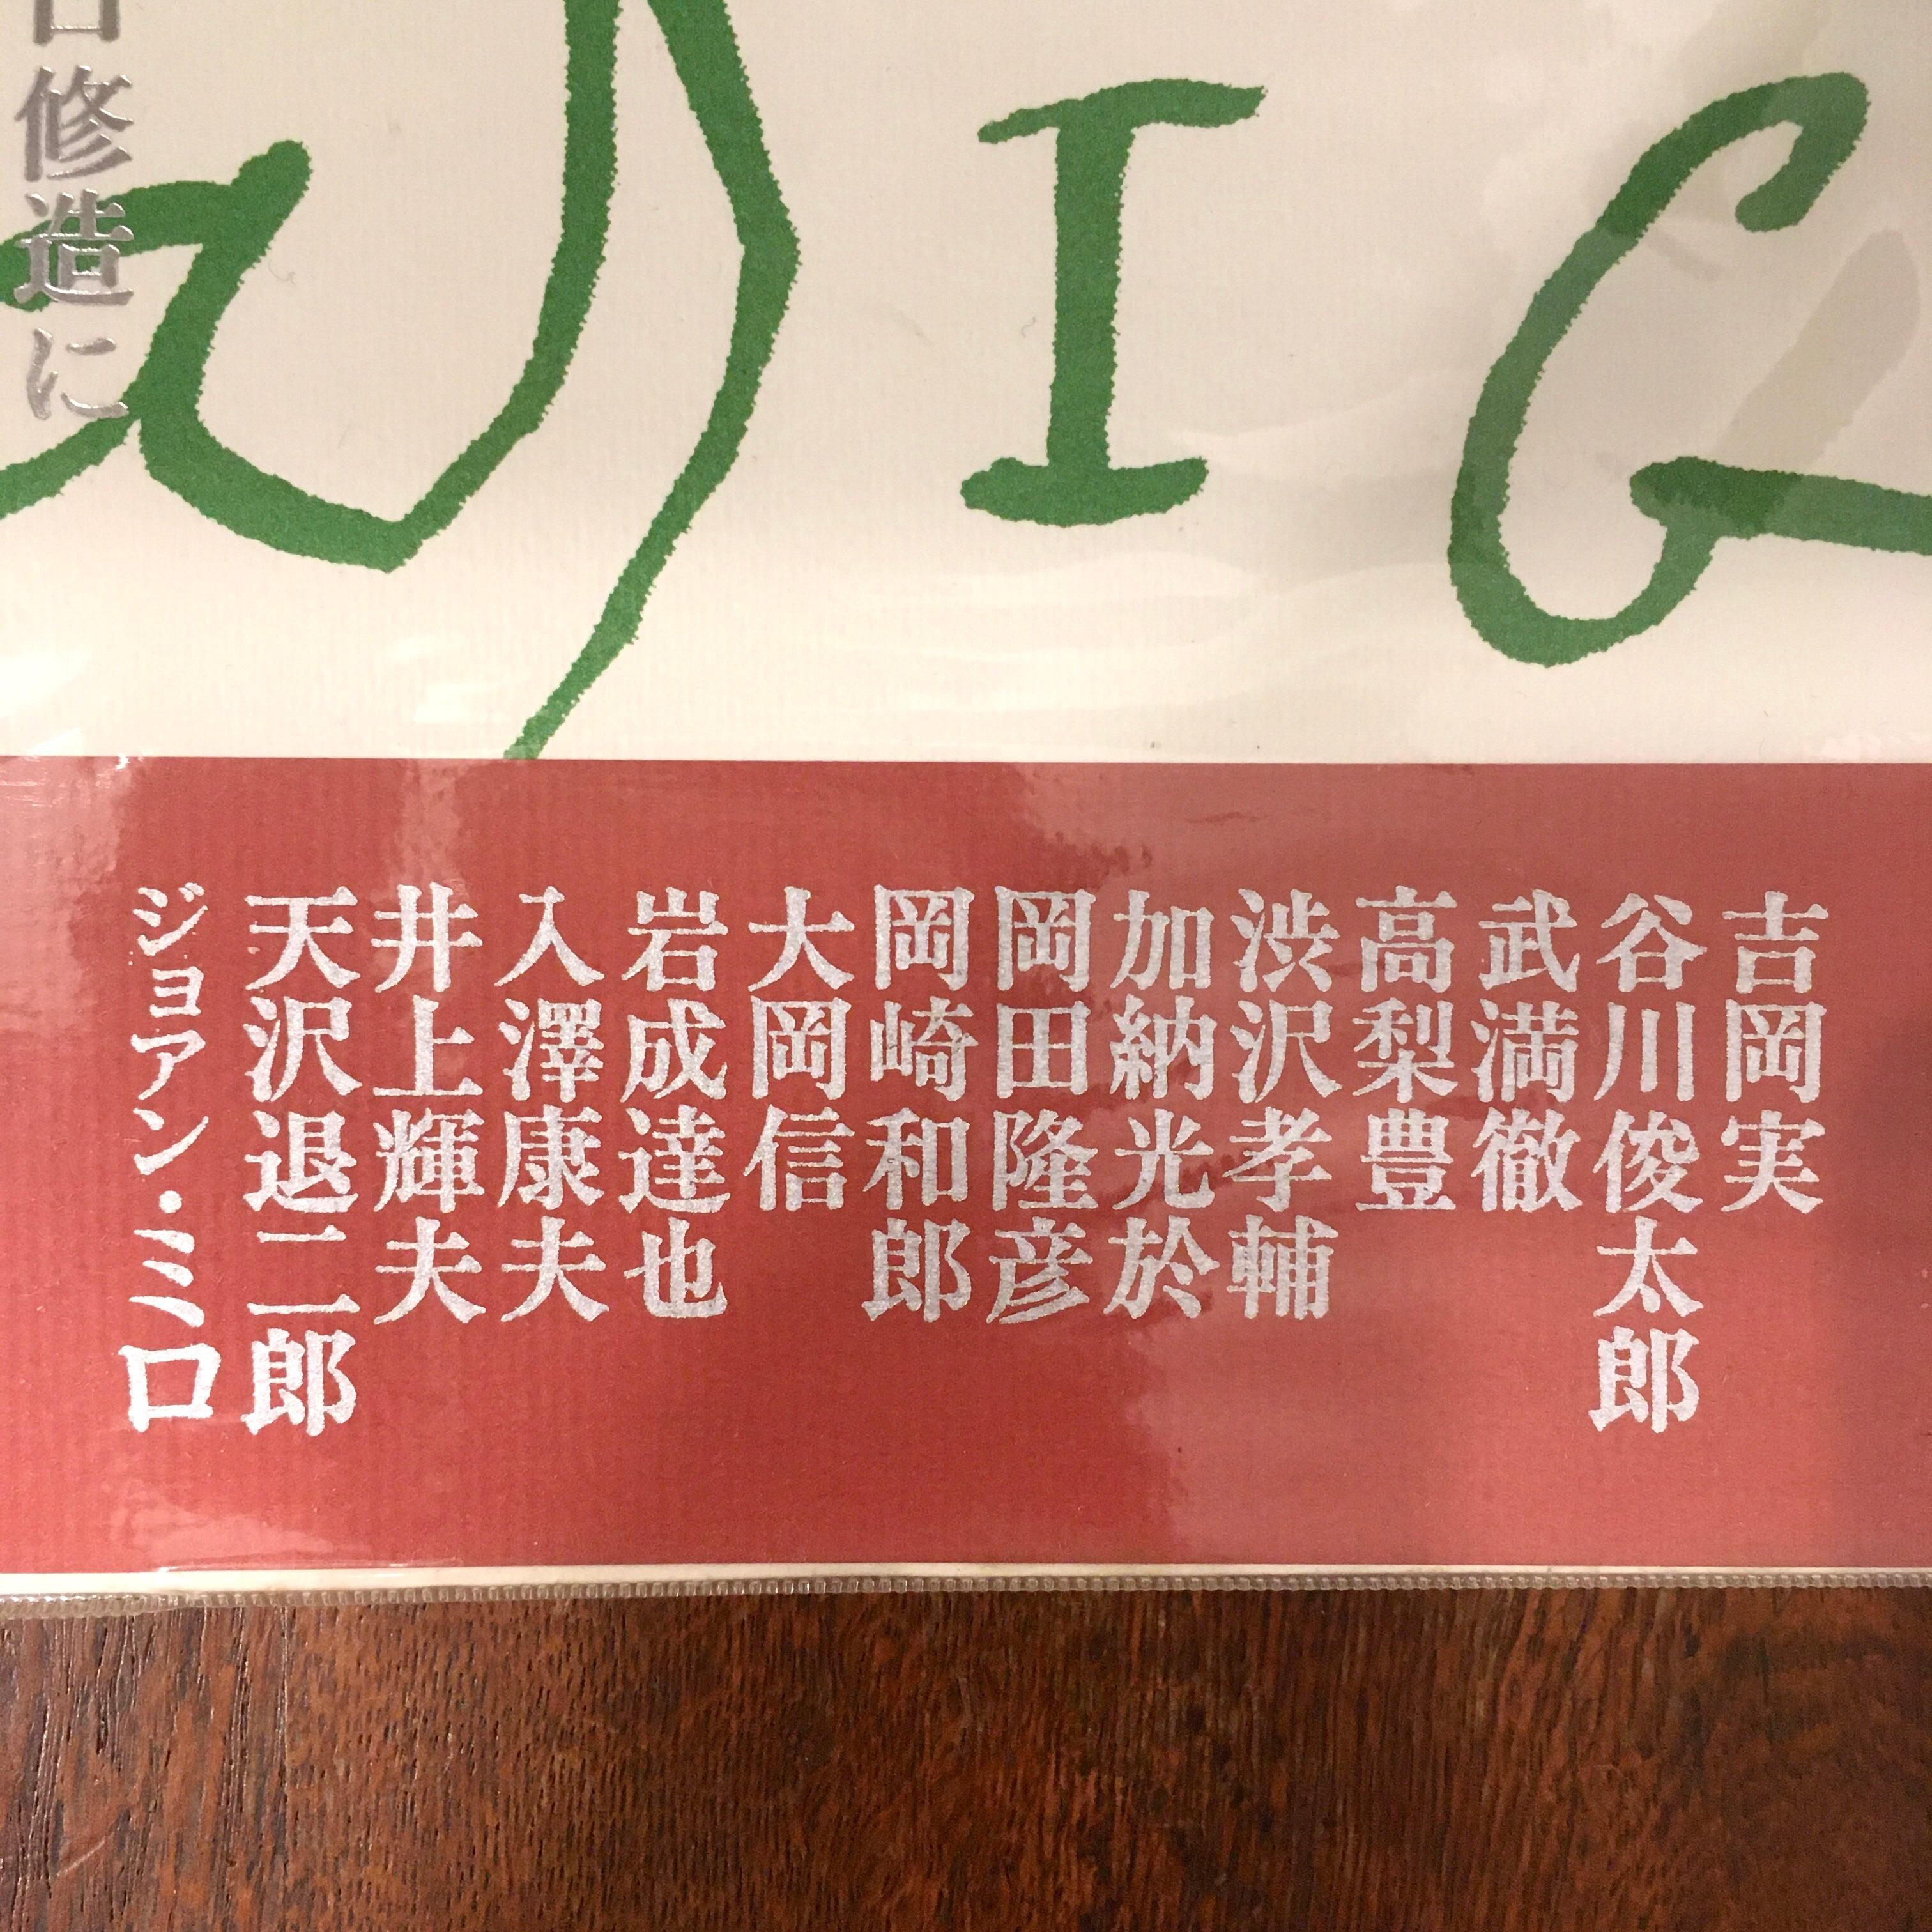 I G
吉岡実
谷川俊太郎
武満徹
高梨豊
渋沢孝輔
加納光於
岡田隆彦
岡崎和郎
大岡信
岩成達也
入澤康夫
井上輝夫
天沢退二郎
ジョアン・ミロ
修造に